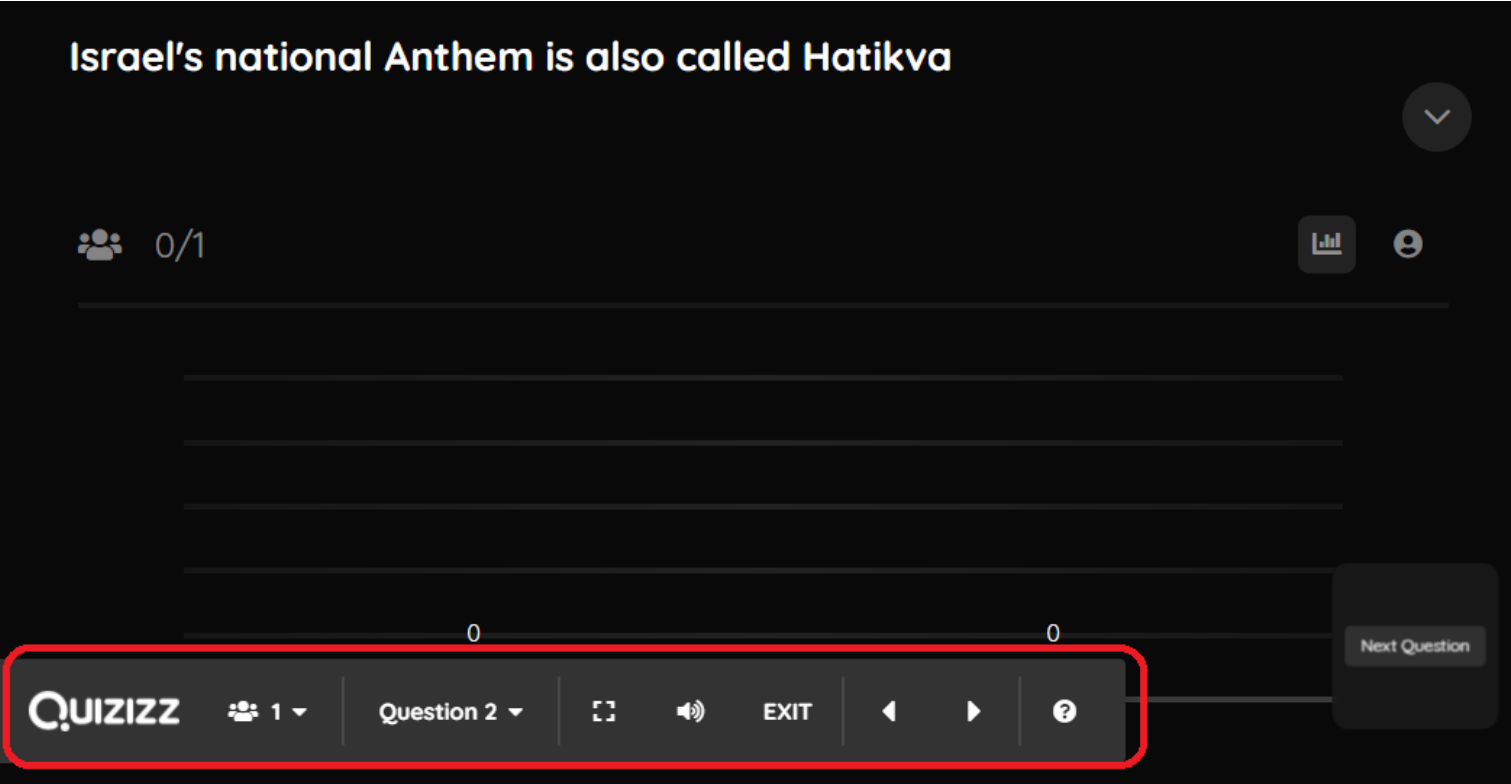 Israel's national Anthem is also called Hatikva
0/1
0 0
Next Question
QUIZIZZ 1 Question 2 EXIT ?